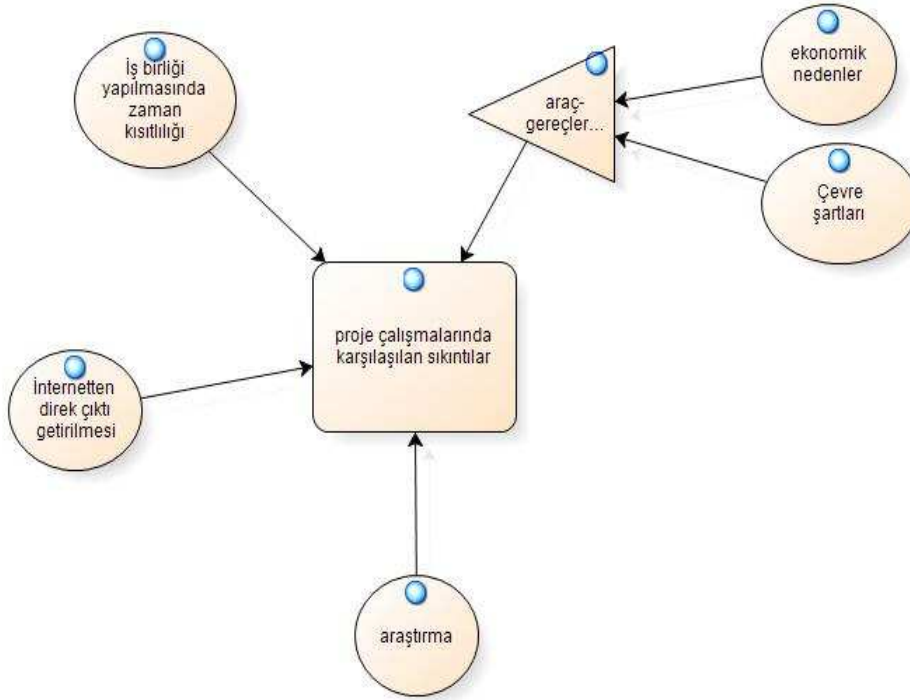 İş birliği
yapılmasında
zaman
kısıtlılığı
araç-
gereçler...
ekonomik
nedenler
Çevre
şartları
proje çalışmalarında
karşılaşılan sıkıntılar
İnternetten
direk çıktı
getirilmesi
araştırma